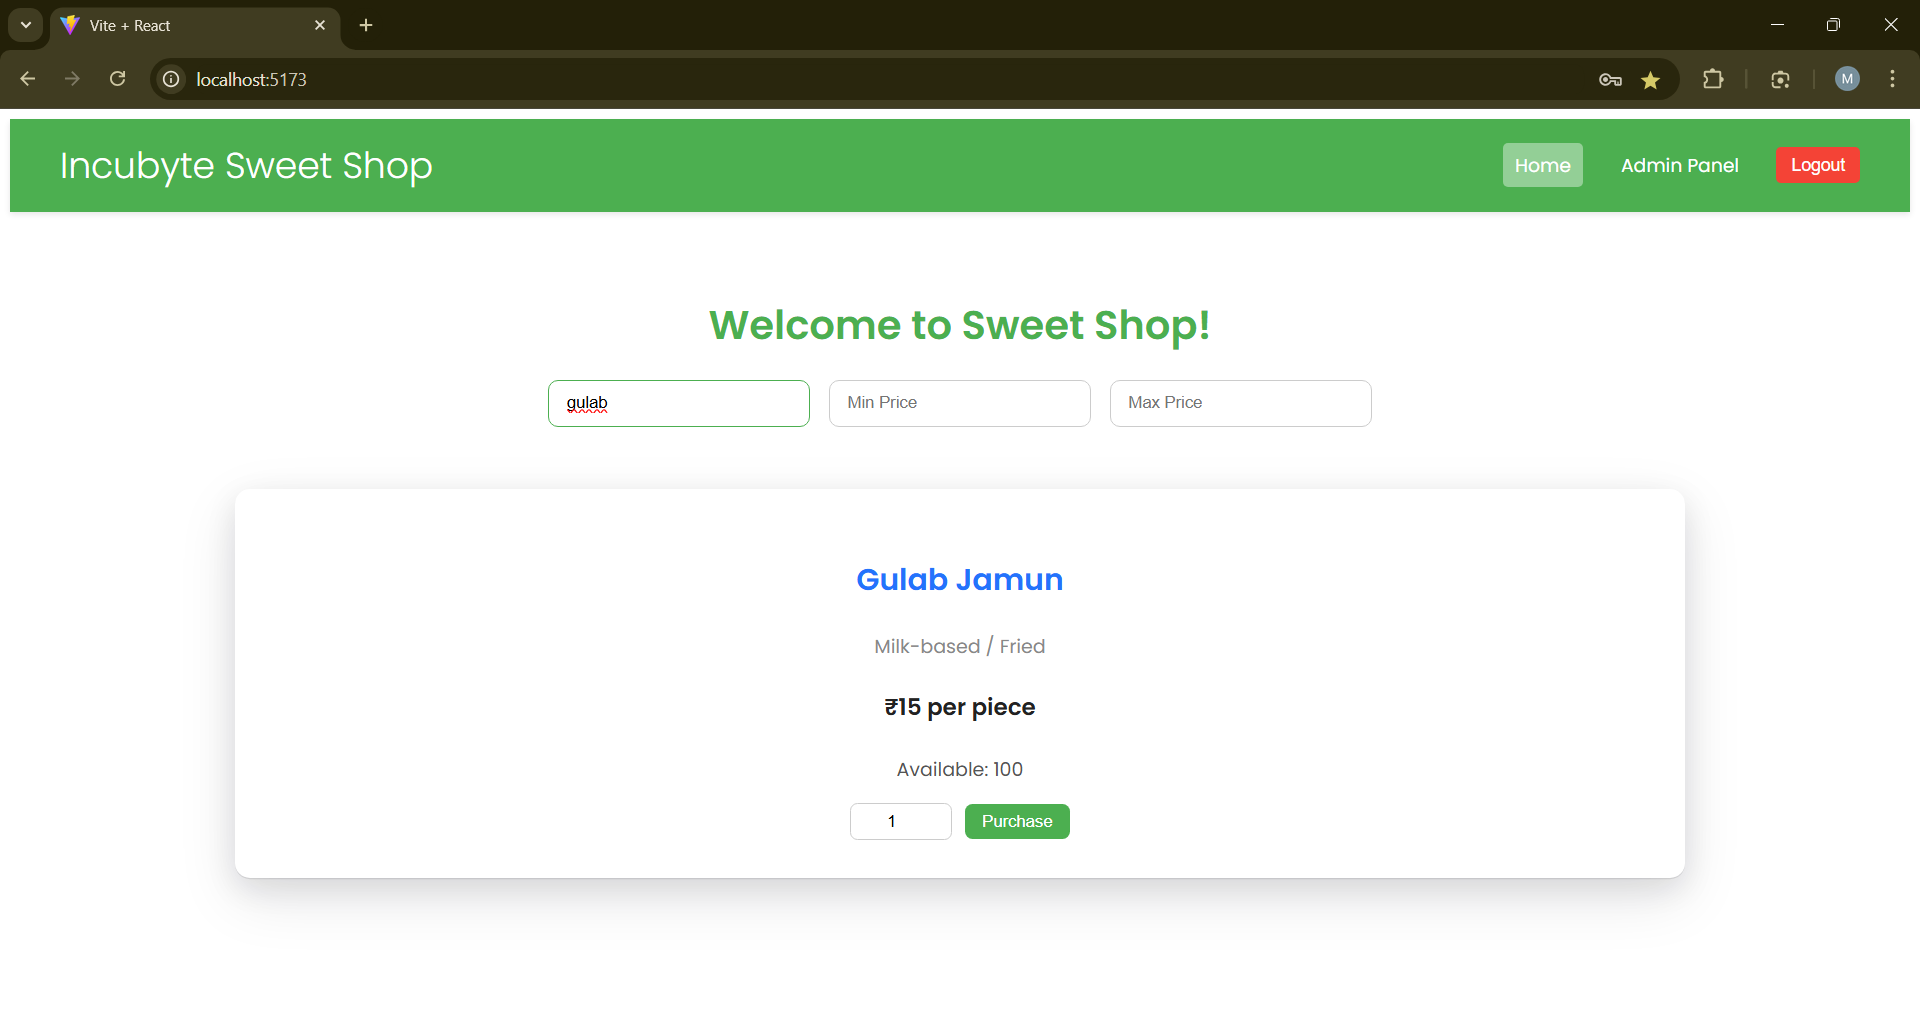 Vite + React
localhost:5173
M
Incubyte Sweet Shop
Home
Admin Panel
Logout
Welcome to Sweet Shop!
gulab
Min Price
Max Price
Gulab Jamun
Milk-based / Fried
₹15 per piece
Available: 100
1
Purchase